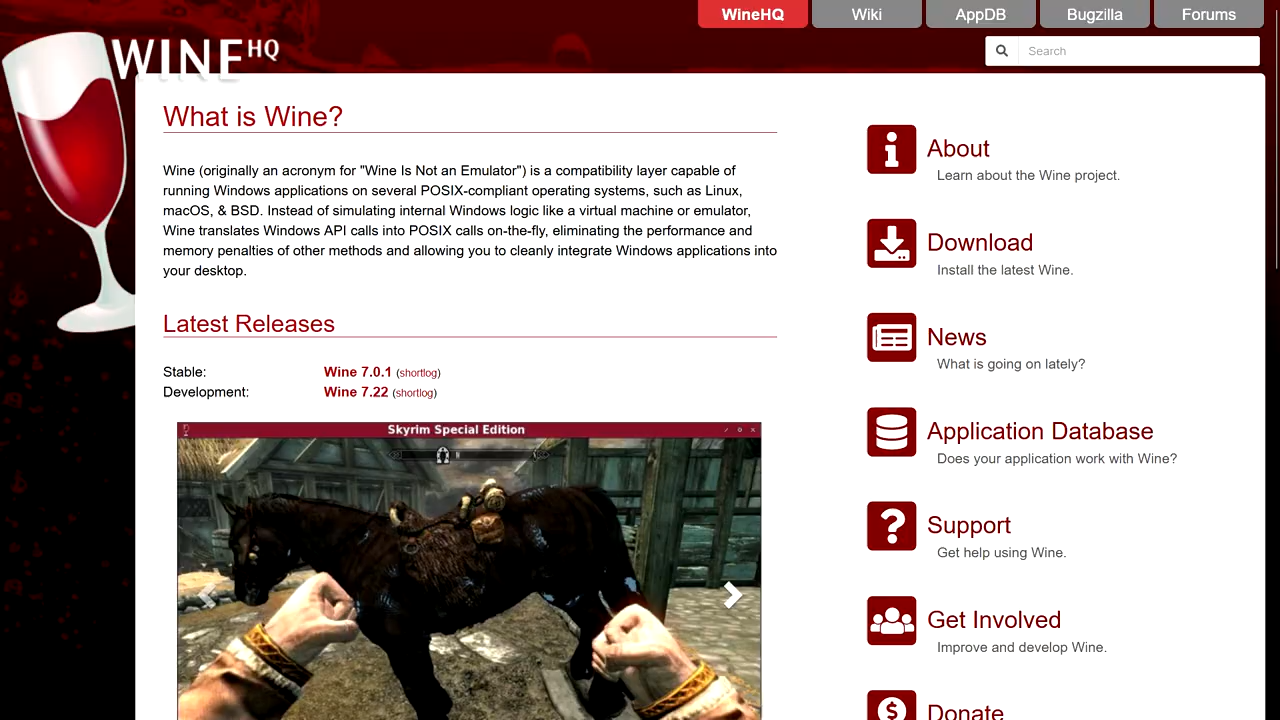 WineHQ
Wiki
AppDB
Bugzilla
Forums
WINE HQ
Search
What is Wine?
Wine (originally an acronym for "Wine Is Not an Emulator") is a compatibility layer capable of
running Windows applications on several POSIX-compliant operating systems, such as Linux,
macOS, & BSD. Instead of simulating internal Windows logic like a virtual machine or emulator,
Wine translates Windows API calls into POSIX calls on-the-fly, eliminating the performance and
memory penalties of other methods and allowing you to cleanly integrate Windows applications into
your desktop.
Latest Releases
Stable: Wine 7.0.1 (shortlog)
Development: Wine 7.22 (shortlog)
Skyrim Special Edition
N
About
Learn about the Wine project.
Download
Install the latest Wine.
News
What is going on lately?
Application Database
Does your application work with Wine?
Support
Get help using Wine.
Get Involved
Improve and develop Wine.
Donate